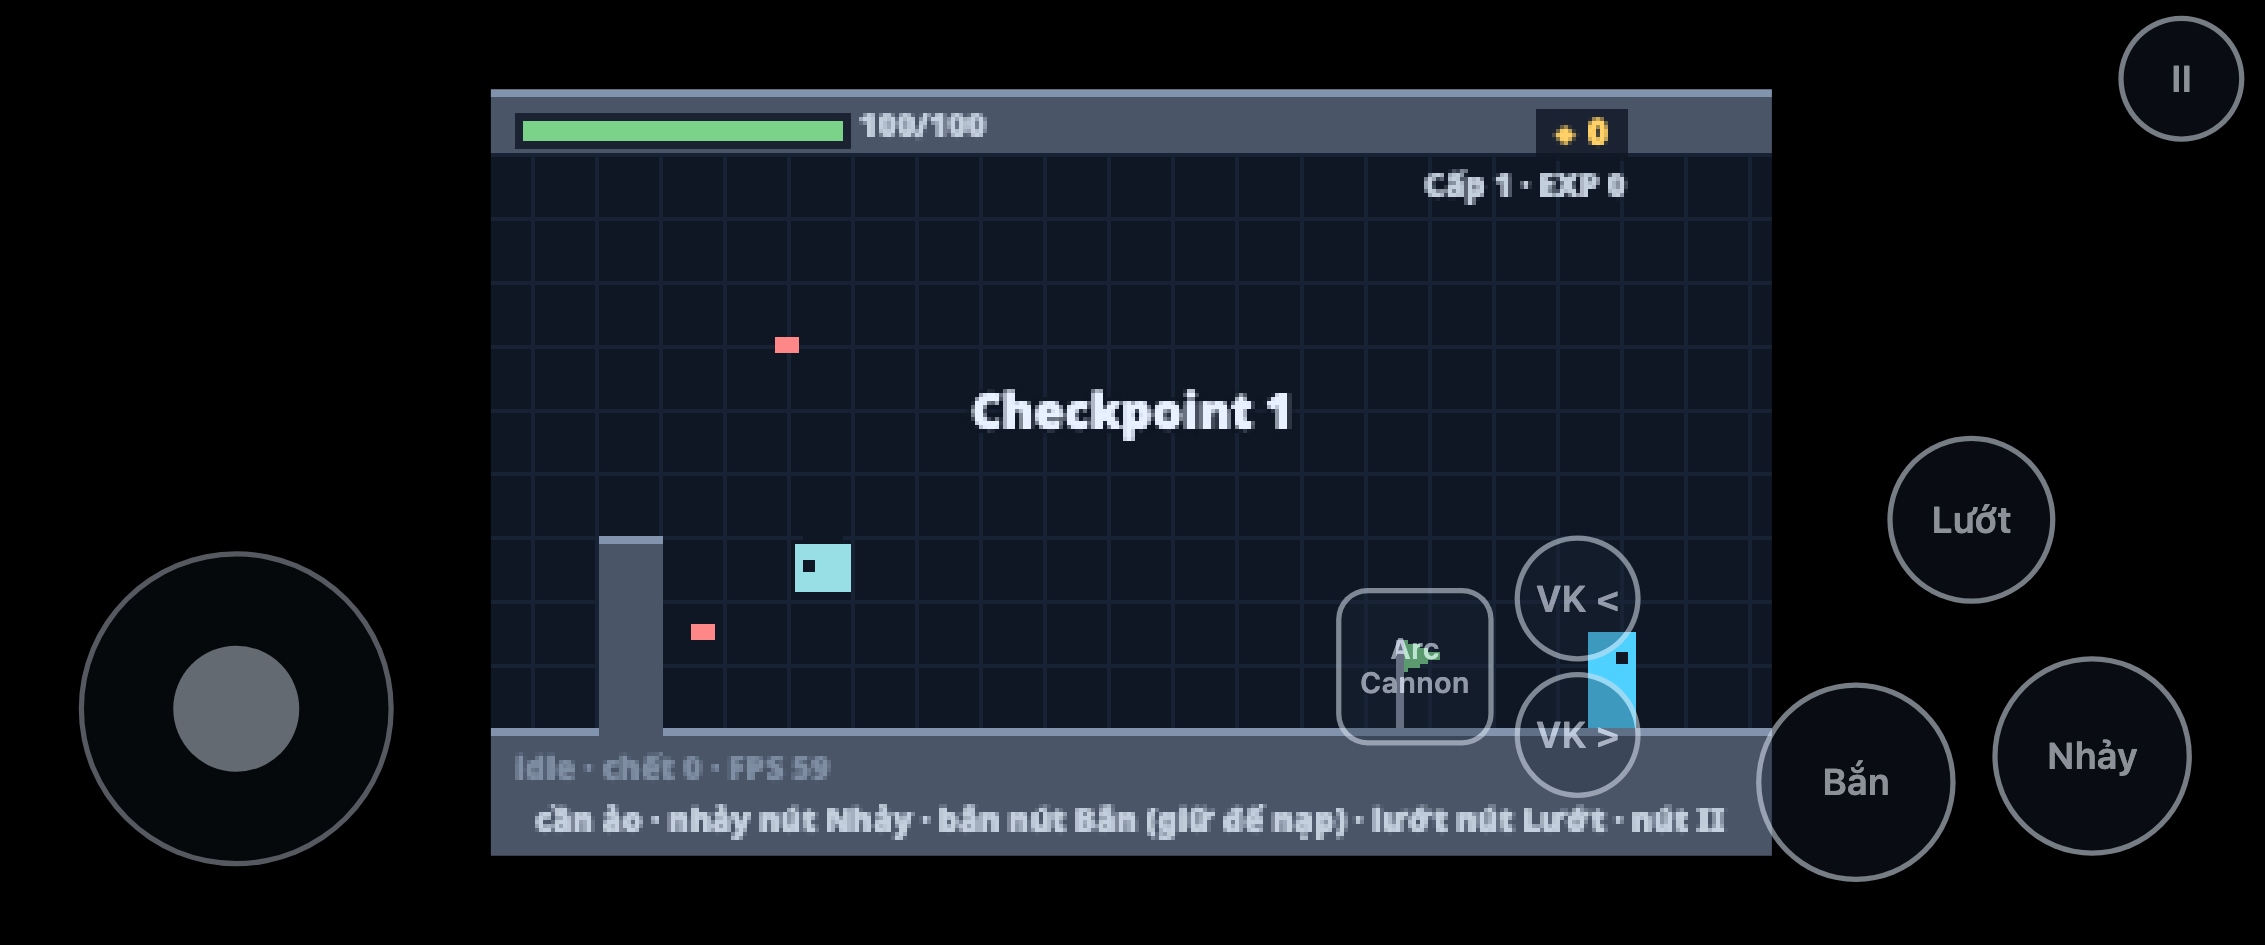 II
100/100
0
Cấp 1 · EXP 0
Checkpoint 1
Lướt
VK <
Arc
Cannon
VK >
Nhảy
Bắn
Idle · chết 0 · FPS 59
cần ảo · nhảy nút Nhảy · bắn nút Bắn (giữ để nạp) · lướt nút Lướt · nút II